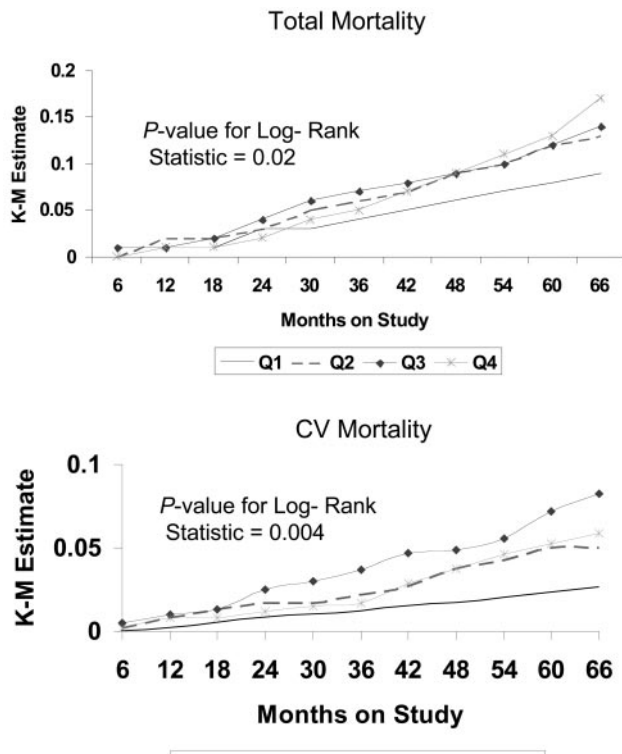 Total Mortality
0.2
0.15
0.1
0.05
0
K-M Estimate
P-value for Log- Rank
Statistic = 0.02
6 12 18 24 30 36 42 48 54 60 66
Months on Study
Q1 Q2 Q3 Q4
CV Mortality
0.1
0.05
0
K-M Estimate
P-value for Log- Rank
Statistic = 0.004
6 12 18 24 30 36 42 48 54 60 66
Months on Study